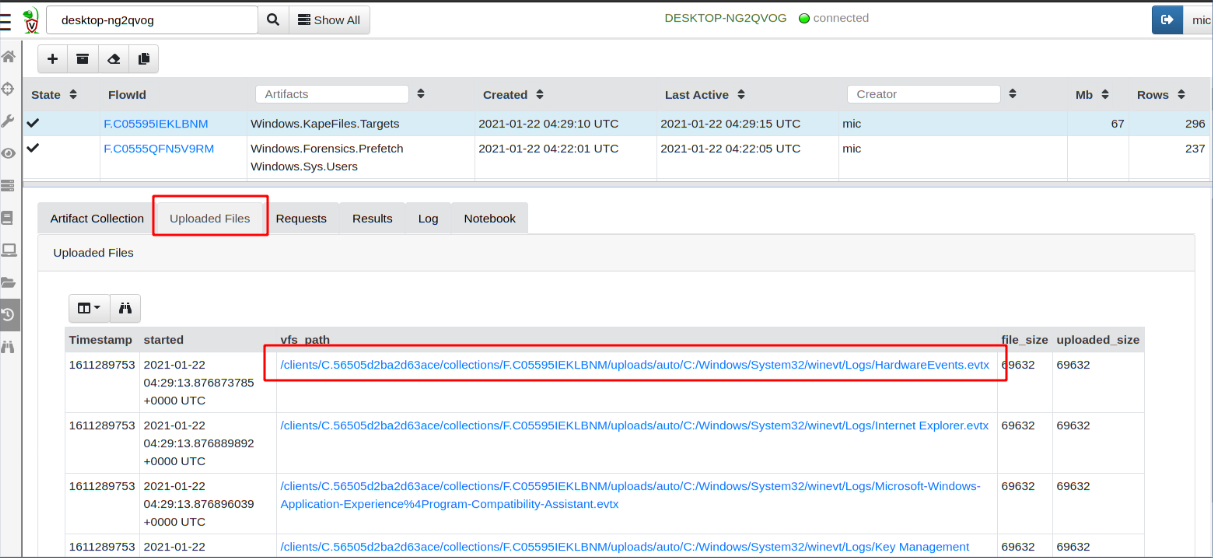 desktop-ng2qvog Show All DESKTOP-NG2QVOG connected mic
State FlowId Artifacts Created Last Active Creator Mb Rows
F.C05595IEKLBNM Windows.KapeFiles.Targets 2021-01-22 04:29:10 UTC 2021-01-22 04:29:15 UTC mic 67 296
F.C0555QFN5V9RM Windows.Forensics.Prefetch 2021-01-22 04:22:01 UTC 2021-01-22 04:22:05 UTC mic 237
Windows.Sys.Users
Artifact Collection Uploaded Files Requests Results Log Notebook
Uploaded Files
Timestamp started vfs_path file_size uploaded_size
1611289753 2021-01-22 /clients/C.56505d2ba2d63ace/collections/F.C05595IEKLBNM/uploads/auto/C:/Windows/System32/winevt/Logs/HardwareEvents.evtx 69632 69632
04:29:13.876873785
+0000 UTC
1611289753 2021-01-22 /clients/C.56505d2ba2d63ace/collections/F.C05595IEKLBNM/uploads/auto/C:/Windows/System32/winevt/Logs/Internet Explorer.evtx 69632 69632
04:29:13.876889892
+0000 UTC
1611289753 2021-01-22 /clients/C.56505d2ba2d63ace/collections/F.C05595IEKLBNM/uploads/auto/C:/Windows/System32/winevt/Logs/Microsoft-Windows- 69632 69632
04:29:13.876896039 Application-Experience%4Program-Compatibility-Assistant.evtx
+0000 UTC
1611289753 2021-01-22 /clients/C.56505d2ba2d63ace/collections/F.C05595IEKLBNM/uploads/auto/C:/Windows/System32/winevt/Logs/Key Management 69632 69632